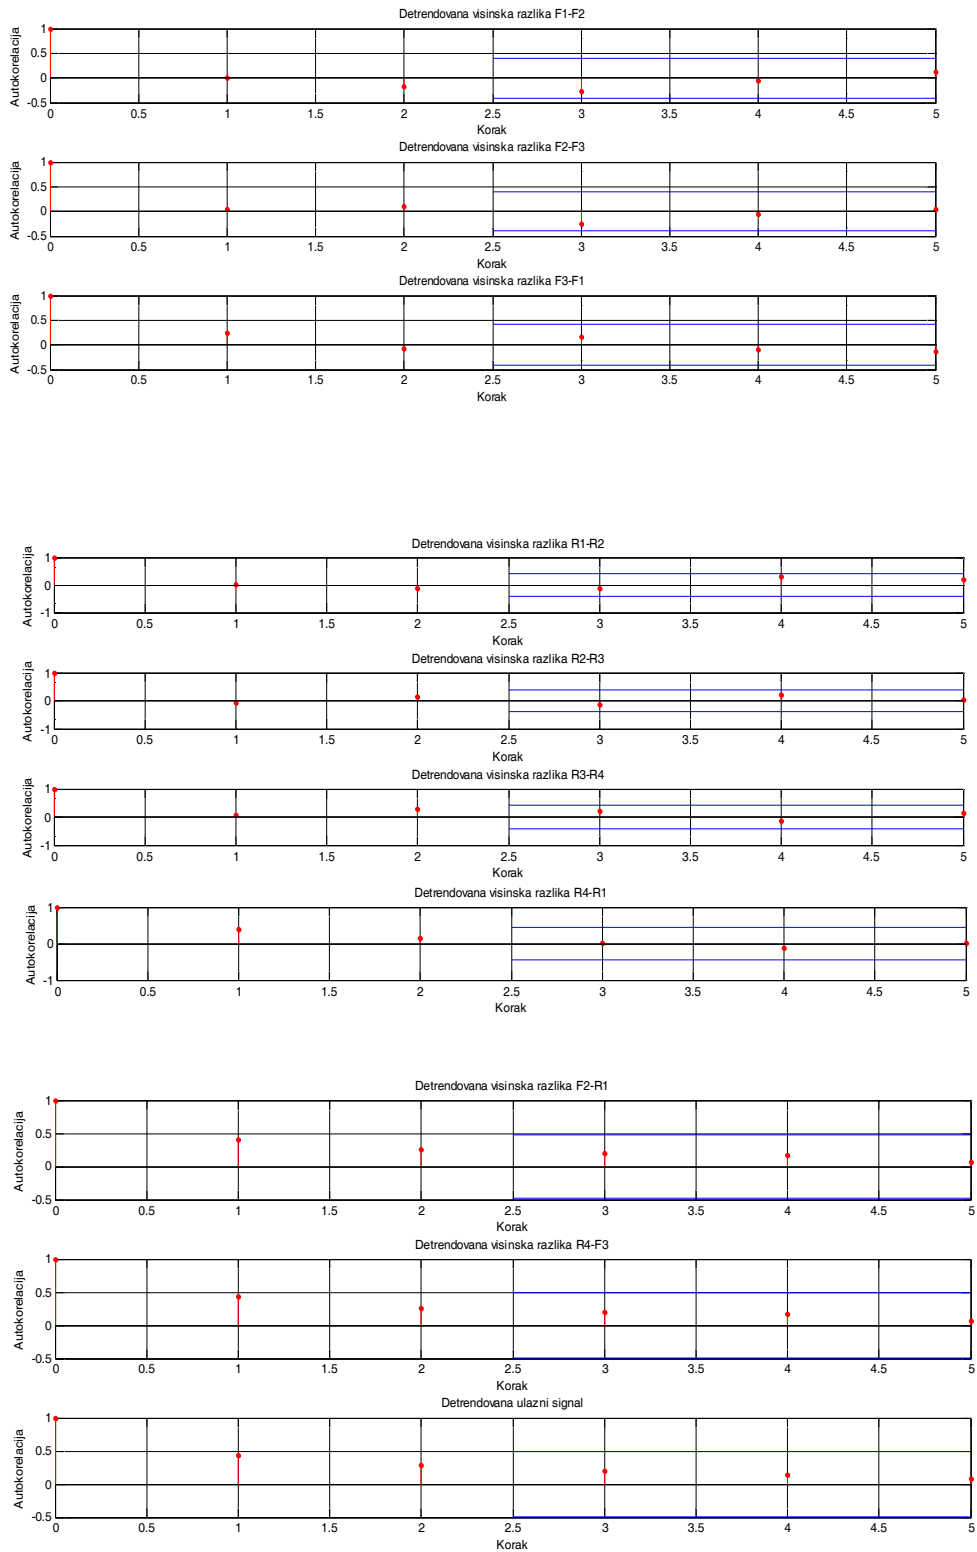 Detrendovana visinska razlika F1-F2
Autokorelacija
1
0.5
0
-0.5
0 0.5 1 1.5 2 2.5 3 3.5 4 4.5 5
Korak
Detrendovana visinska razlika F2-F3
Autokorelacija
1
0.5
0
-0.5
0 0.5 1 1.5 2 2.5 3 3.5 4 4.5 5
Korak
Detrendovana visinska razlika F3-F1
Autokorelacija
1
0.5
0
-0.5
0 0.5 1 1.5 2 2.5 3 3.5 4 4.5 5
Korak
Detrendovana visinska razlika R1-R2
Autokorelacija
1
0
-1
0 0.5 1 1.5 2 2.5 3 3.5 4 4.5 5
Korak
Detrendovana visinska razlika R2-R3
Autokorelacija
1
0
-1
0 0.5 1 1.5 2 2.5 3 3.5 4 4.5 5
Korak
Detrendovana visinska razlika R3-R4
Autokorelacija
1
0
-1
0 0.5 1 1.5 2 2.5 3 3.5 4 4.5 5
Korak
Detrendovana visinska razlika R4-R1
Autokorelacija
1
0
-1
0 0.5 1 1.5 2 2.5 3 3.5 4 4.5 5
Korak
Detrendovana visinska razlika F2-R1
Autokorelacija
1
0.5
0
-0.5
0 0.5 1 1.5 2 2.5 3 3.5 4 4.5 5
Korak
Detrendovana visinska razlika R4-F3
Autokorelacija
1
0.5
0
-0.5
0 0.5 1 1.5 2 2.5 3 3.5 4 4.5 5
Korak
Detrendovana ulazni signal
Autokorelacija
1
0.5
0
-0.5
0 0.5 1 1.5 2 2.5 3 3.5 4 4.5 5
Korak